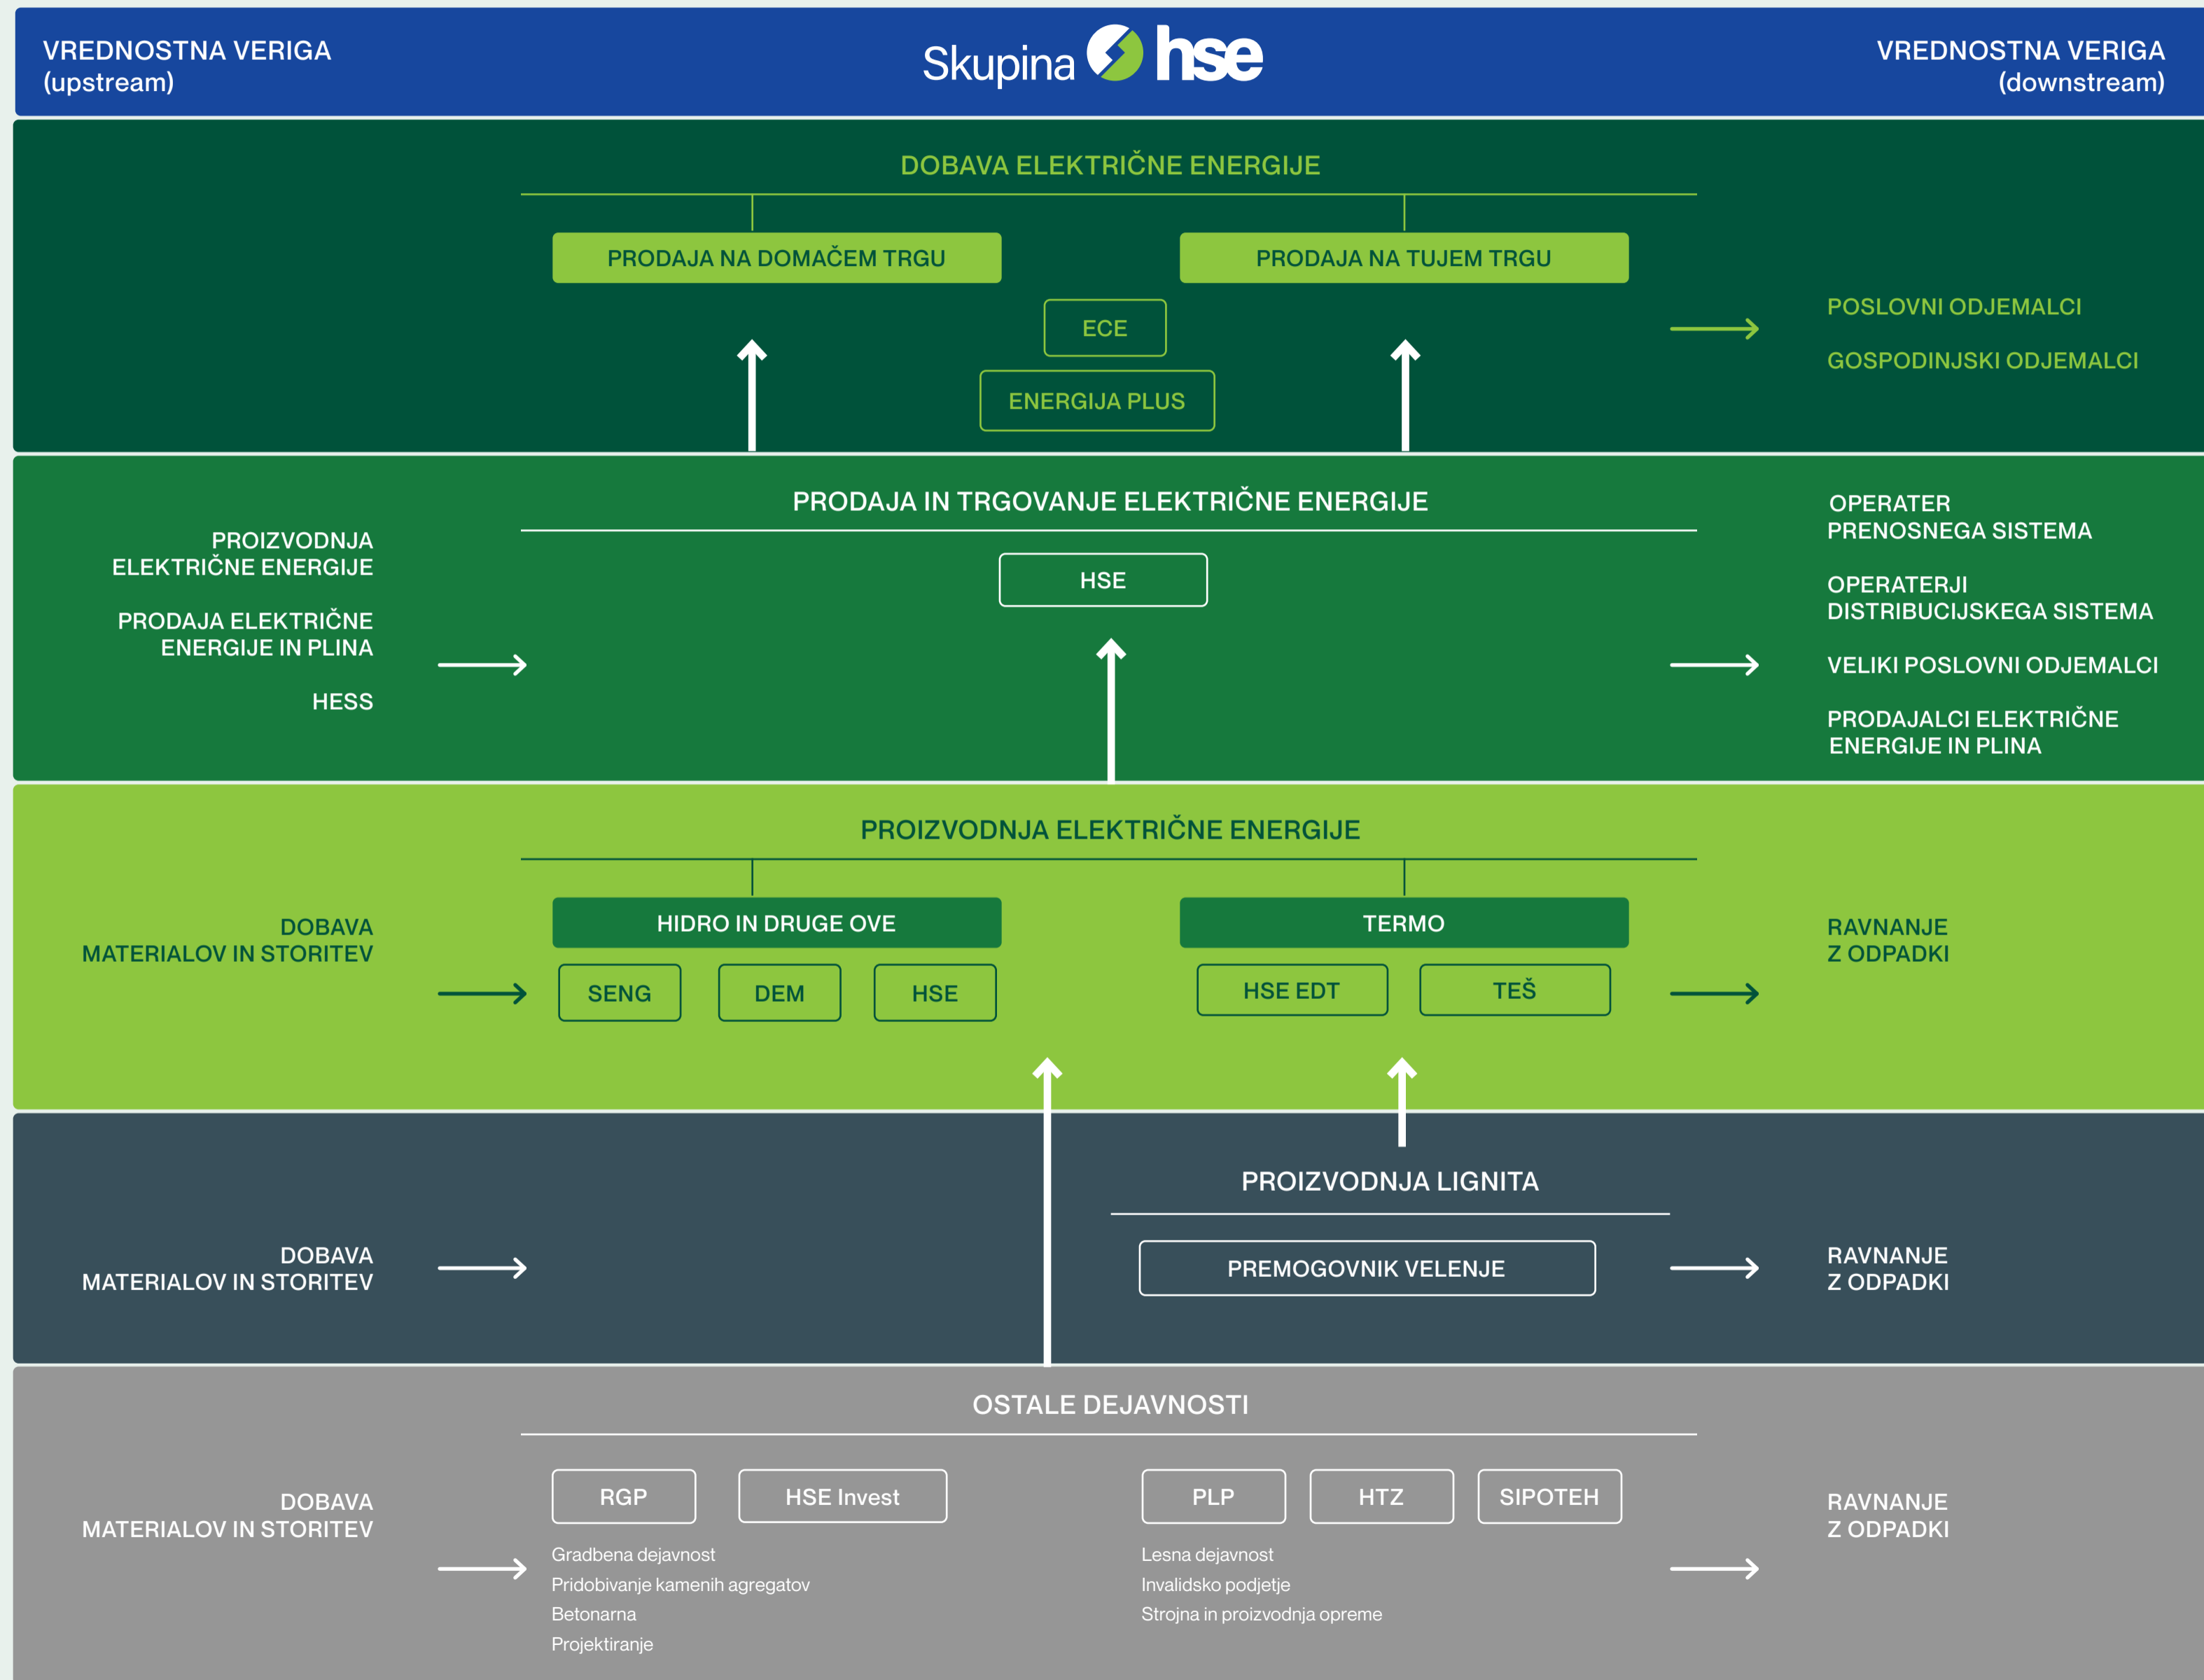 VREDNOSTNA VERIGA
(upstream)
Skupina hse
VREDNOSTNA VERIGA
(downstream)
DOBAVA ELEKTRIČNE ENERGIJE
PRODAJA NA DOMAČEM TRGU
PRODAJA NA TUJEM TRGU
ECE
ENERGIJA PLUS
POSLOVNI ODJEMALCI
GOSPODINJSKI ODJEMALCI
PRODAJA IN TRGOVANJE ELEKTRIČNE ENERGIJE
PROIZVODNJA
ELEKTRIČNE ENERGIJE
PRODAJA ELEKTRIČNE
ENERGIJE IN PLINA
HESS
HSE
OPERATER
PRENOSNEGA SISTEMA
OPERATERJI
DISTRIBUCIJSKEGA SISTEMA
VELIKI POSLOVNI ODJEMALCI
PRODAJALCI ELEKTRIČNE
ENERGIJE IN PLINA
PROIZVODNJA ELEKTRIČNE ENERGIJE
DOBAVA
MATERIALOV IN STORITEV
HIDRO IN DRUGE OVE
SENG
DEM
HSE
TERMO
HSE EDT
TEŠ
RAVNANJE
Z ODPADKI
PROIZVODNJA LIGNITA
DOBAVA
MATERIALOV IN STORITEV
PREMOGOVNIK VELENJE
RAVNANJE
Z ODPADKI
OSTALE DEJAVNOSTI
DOBAVA
MATERIALOV IN STORITEV
RGP
HSE Invest
Gradbena dejavnost
Pridobivanje kamenih agregatov
Betonarna
Projektiranje
PLP
HTZ
SIPOTEH
Lesna dejavnost
Invalidsko podjetje
Strojna in proizvodnja opreme
RAVNANJE
Z ODPADKI